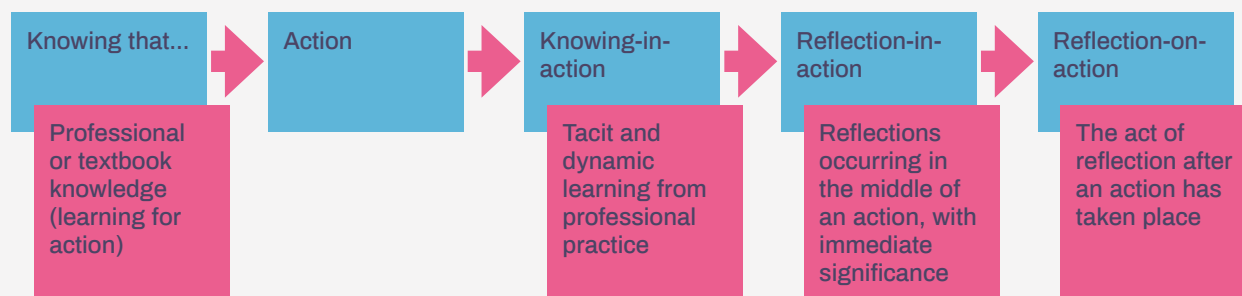 Knowing that...
Professional
or textbook
knowledge
(learning for
action)
Action
Knowing-in-
action
Tacit and
dynamic
learning from
professional
practice
Reflection-in-
action
Reflections
occurring in
the middle of
an action, with
immediate
significance
Reflection-on-
action
The act of
reflection after
an action has
taken place